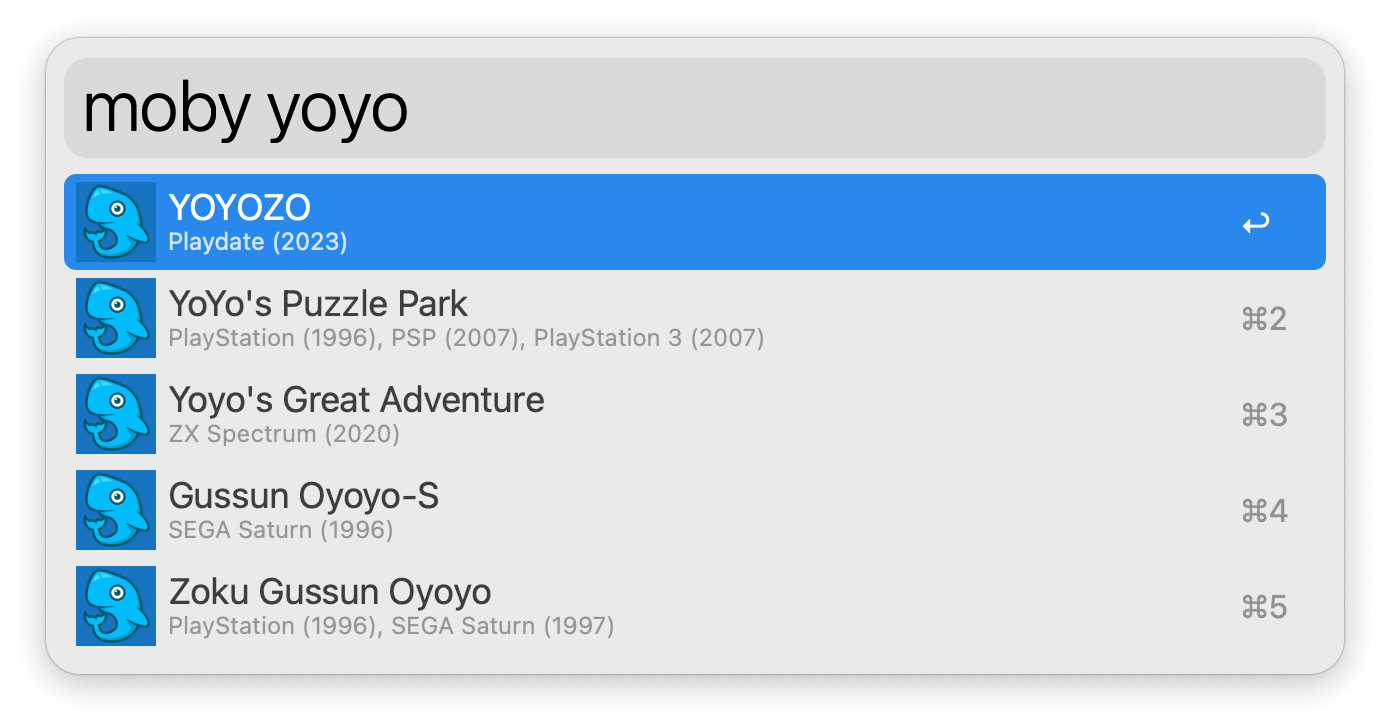 moby yoyo
YOYOZO
Playdate (2023)
↩
YoYo's Puzzle Park
PlayStation (1996), PSP (2007), PlayStation 3 (2007)
⌘2
Yoyo's Great Adventure
ZX Spectrum (2020)
⌘3
Gussun Oyoyo-S
SEGA Saturn (1996)
⌘4
Zoku Gussun Oyoyo
PlayStation (1996), SEGA Saturn (1997)
⌘5